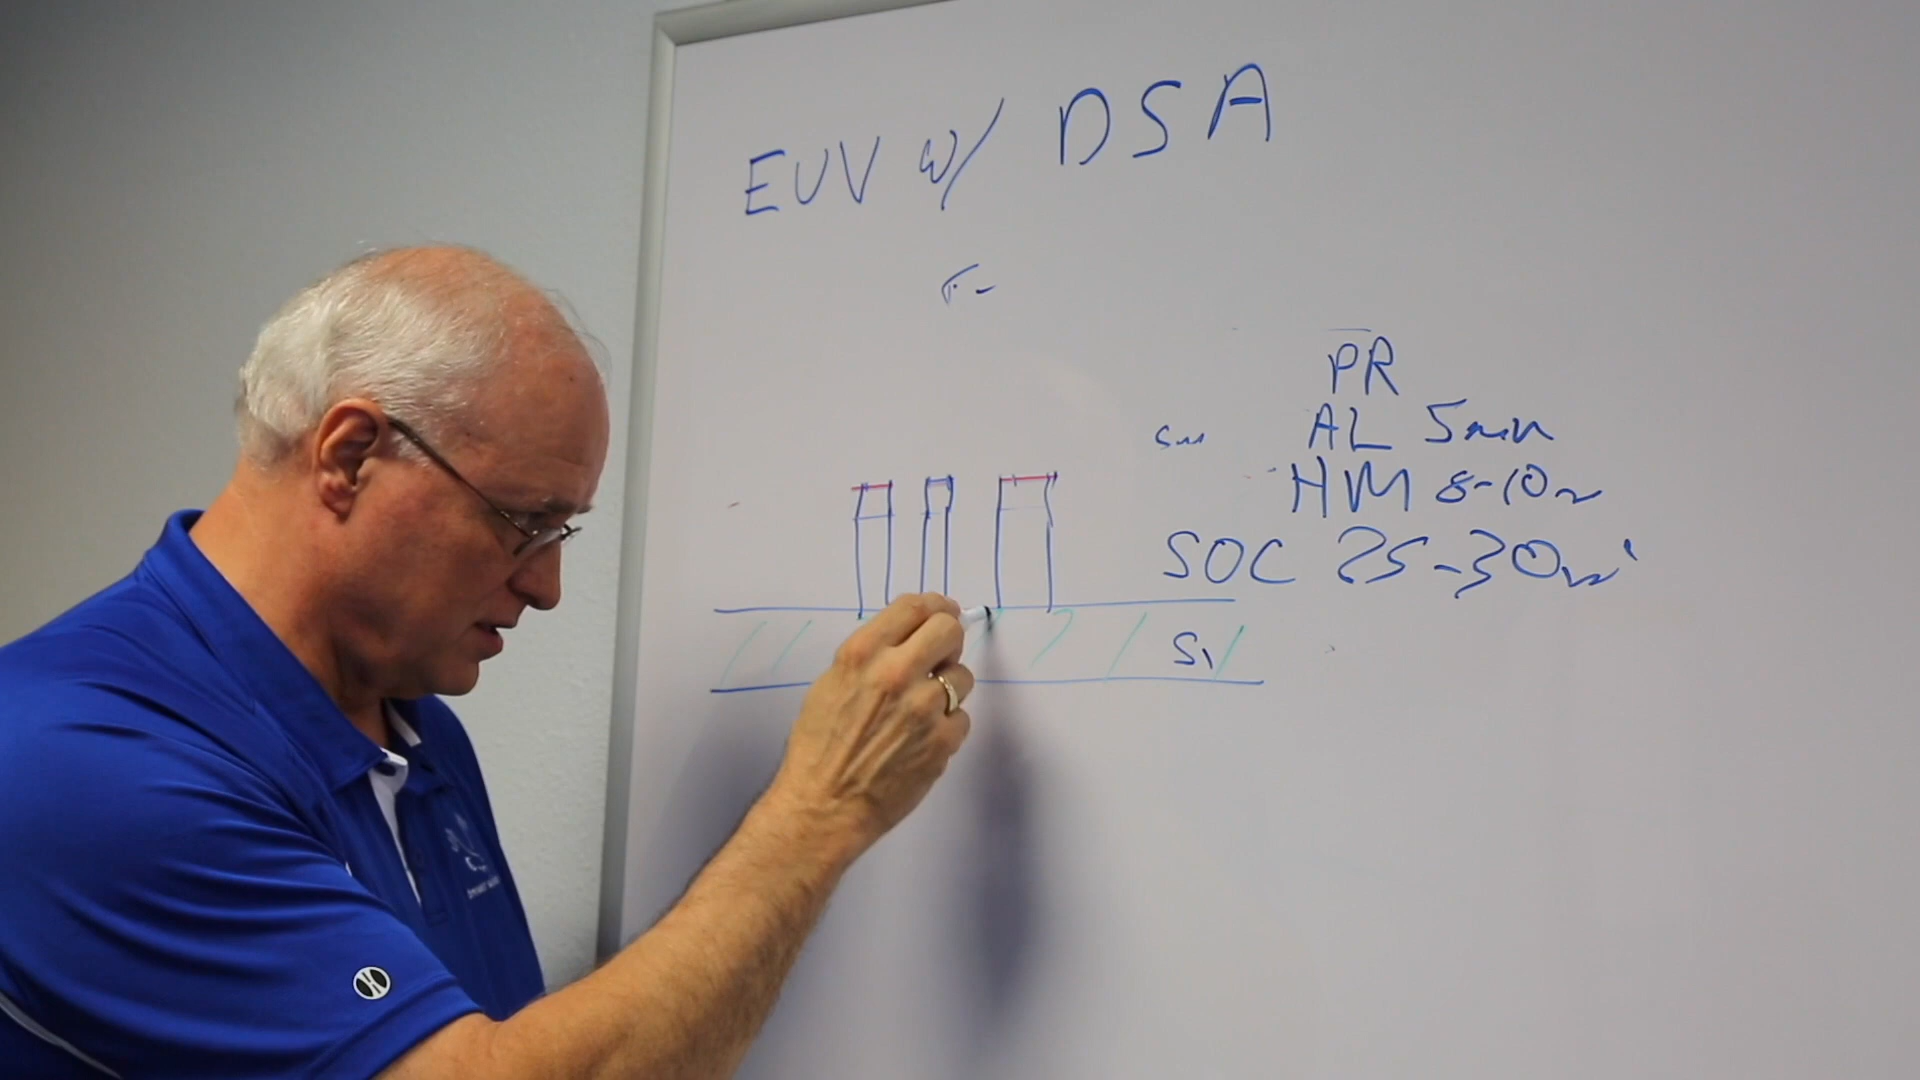 EUV w/ DSA
PR
AL 5nm
HM 8-10n
SOC 25-30n
Si